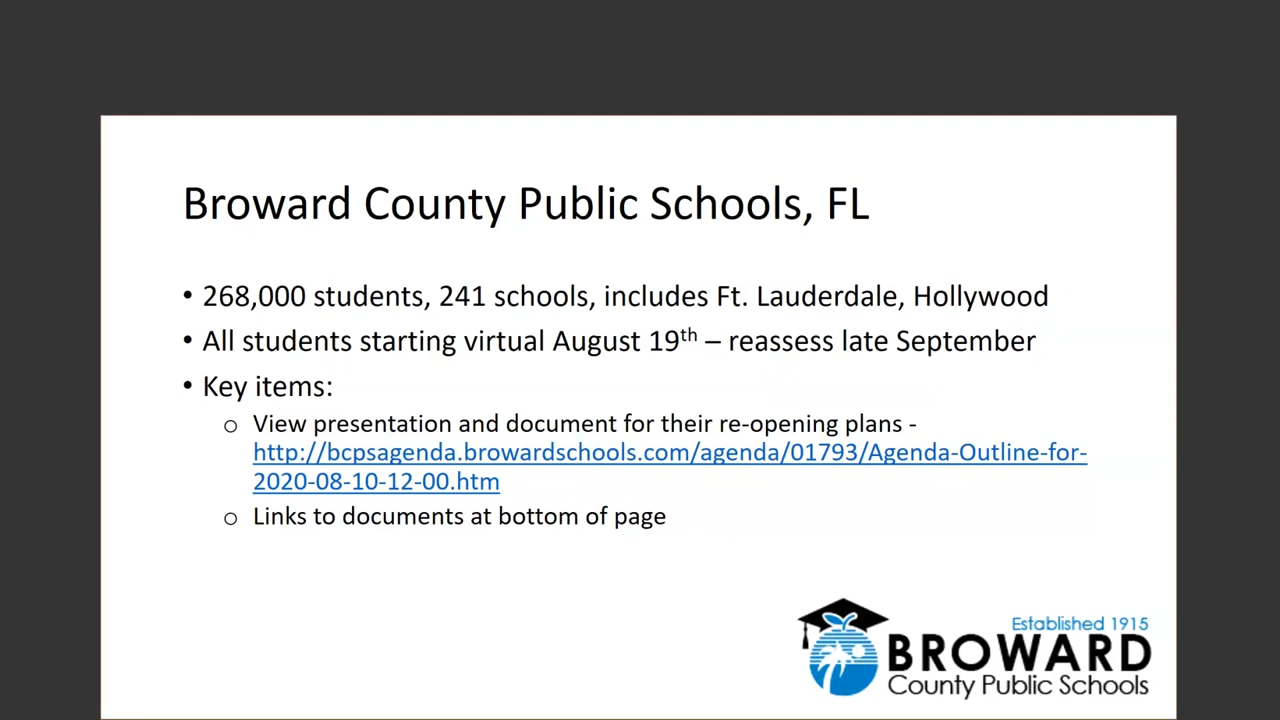 Broward County Public Schools, FL
• 268,000 students, 241 schools, includes Ft. Lauderdale, Hollywood
• All students starting virtual August 19th – reassess late September
• Key items:
o View presentation and document for their re-opening plans -
http://bcpsagenda.browardschools.com/agenda/01793/Agenda-Outline-for-
2020-08-10-12-00.htm
o Links to documents at bottom of page
Established 1915
BROWARD
County Public Schools